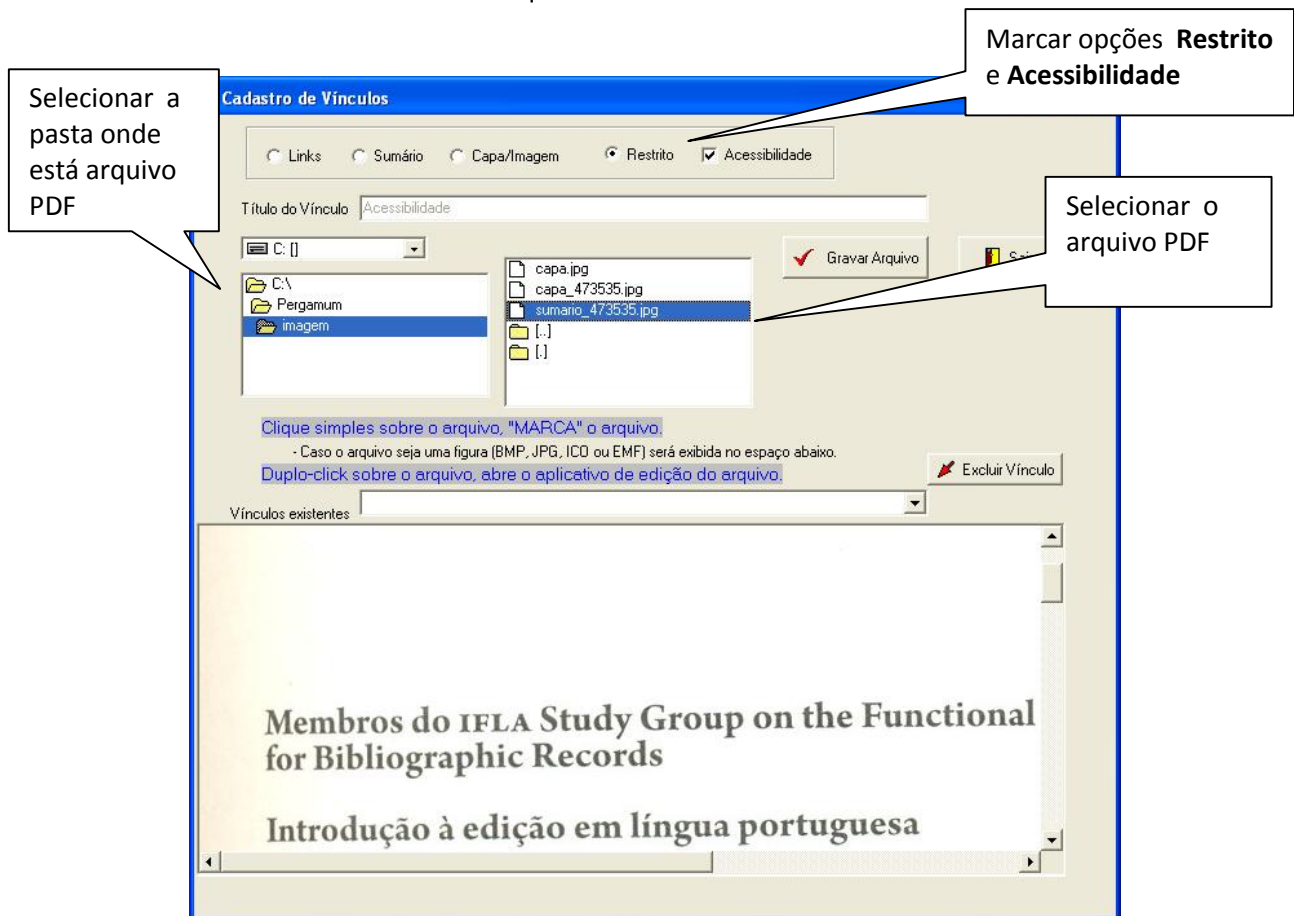 Marcar opções Restrito
e Acessibilidade
Selecionar a
pasta onde
está arquivo
PDF
Cadastro de Vínculos
Links Sumário Capa/Imagem Restrito Acessibilidade
Selecionar o
arquivo PDF
Título do Vínculo Acessibilidade
C: []
Gravar Arquivo
C:\
Pergamum
imagem
capa.jpg
capa_473535.jpg
sumario_473535.jpg
[..]
[.]
Clique simples sobre o arquivo, "MARCA" o arquivo.
- Caso o arquivo seja uma figura (BMP, JPG, ICO ou EMF) será exibida no espaço abaixo.
Duplo-click sobre o arquivo, abre o aplicativo de edição do arquivo.
Excluir Vínculo
Vínculos existentes
Membros do IFLA Study Group on the Functional
for Bibliographic Records
Introdução à edição em língua portuguesa